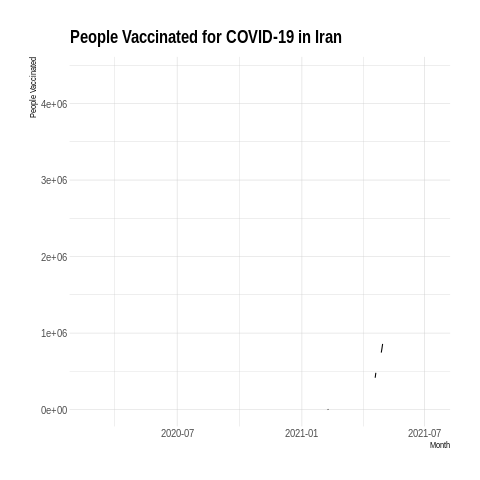 People Vaccinated for COVID-19 in Iran
People Vaccinated
4e+06
3e+06
2e+06
1e+06
0e+00
2020-07 2021-01 2021-07
Month